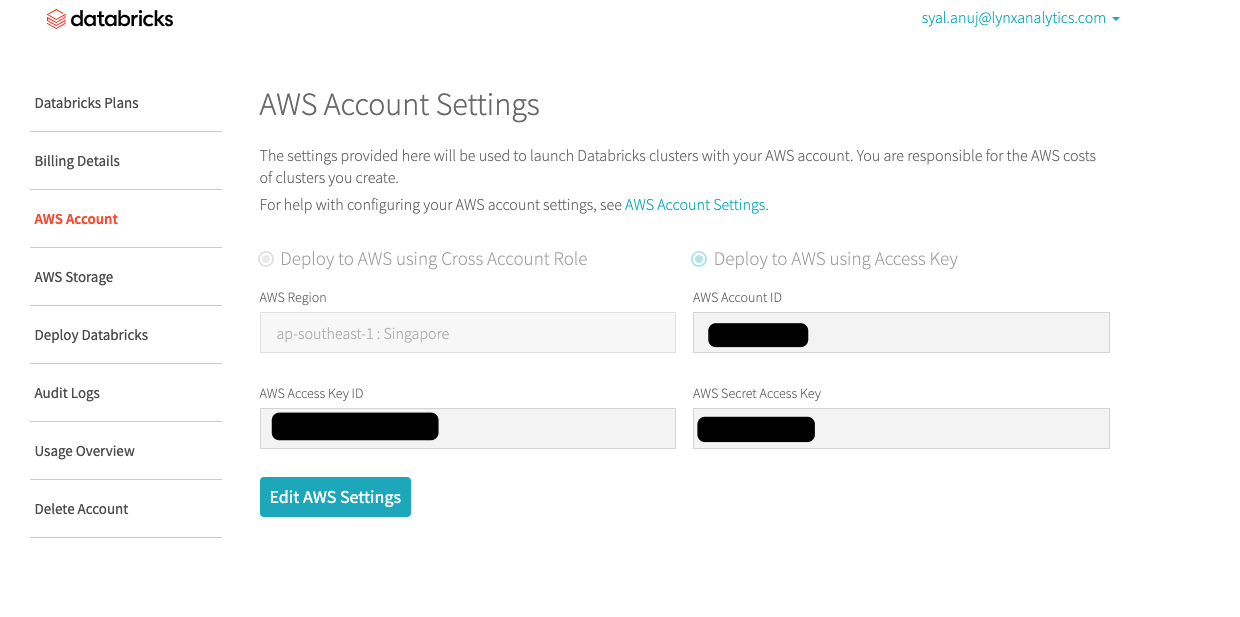 databricks
syal.anuj@lynxanalytics.com
Databricks Plans
Billing Details
AWS Account
AWS Storage
Deploy Databricks
Audit Logs
Usage Overview
Delete Account
AWS Account Settings
The settings provided here will be used to launch Databricks clusters with your AWS account. You are responsible for the AWS costs
of clusters you create.
For help with configuring your AWS account settings, see AWS Account Settings.
Deploy to AWS using Cross Account Role
Deploy to AWS using Access Key
AWS Region
AWS Account ID
ap-southeast-1 : Singapore
AWS Access Key ID
AWS Secret Access Key
Edit AWS Settings